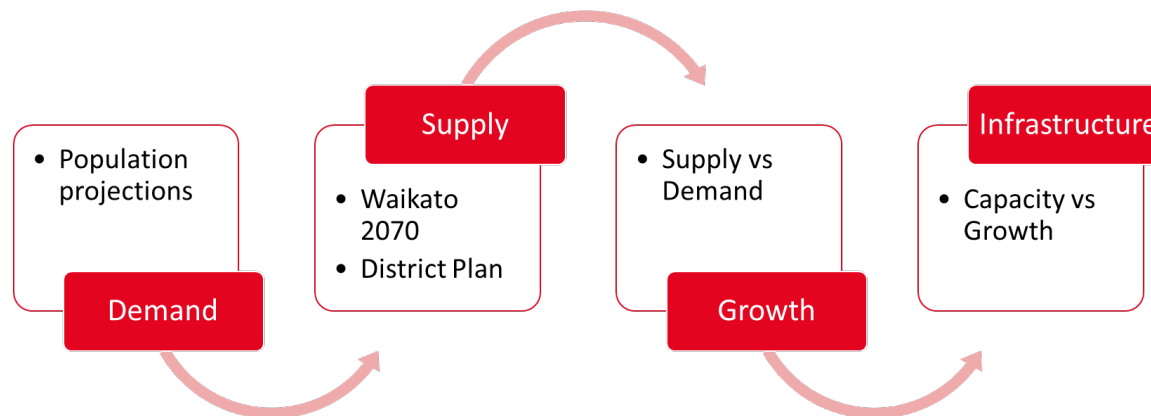 • Population
projections
Demand
Supply
• Waikato
2070
• District Plan
• Supply vs
Demand
Growth
Infrastructure
• Capacity vs
Growth